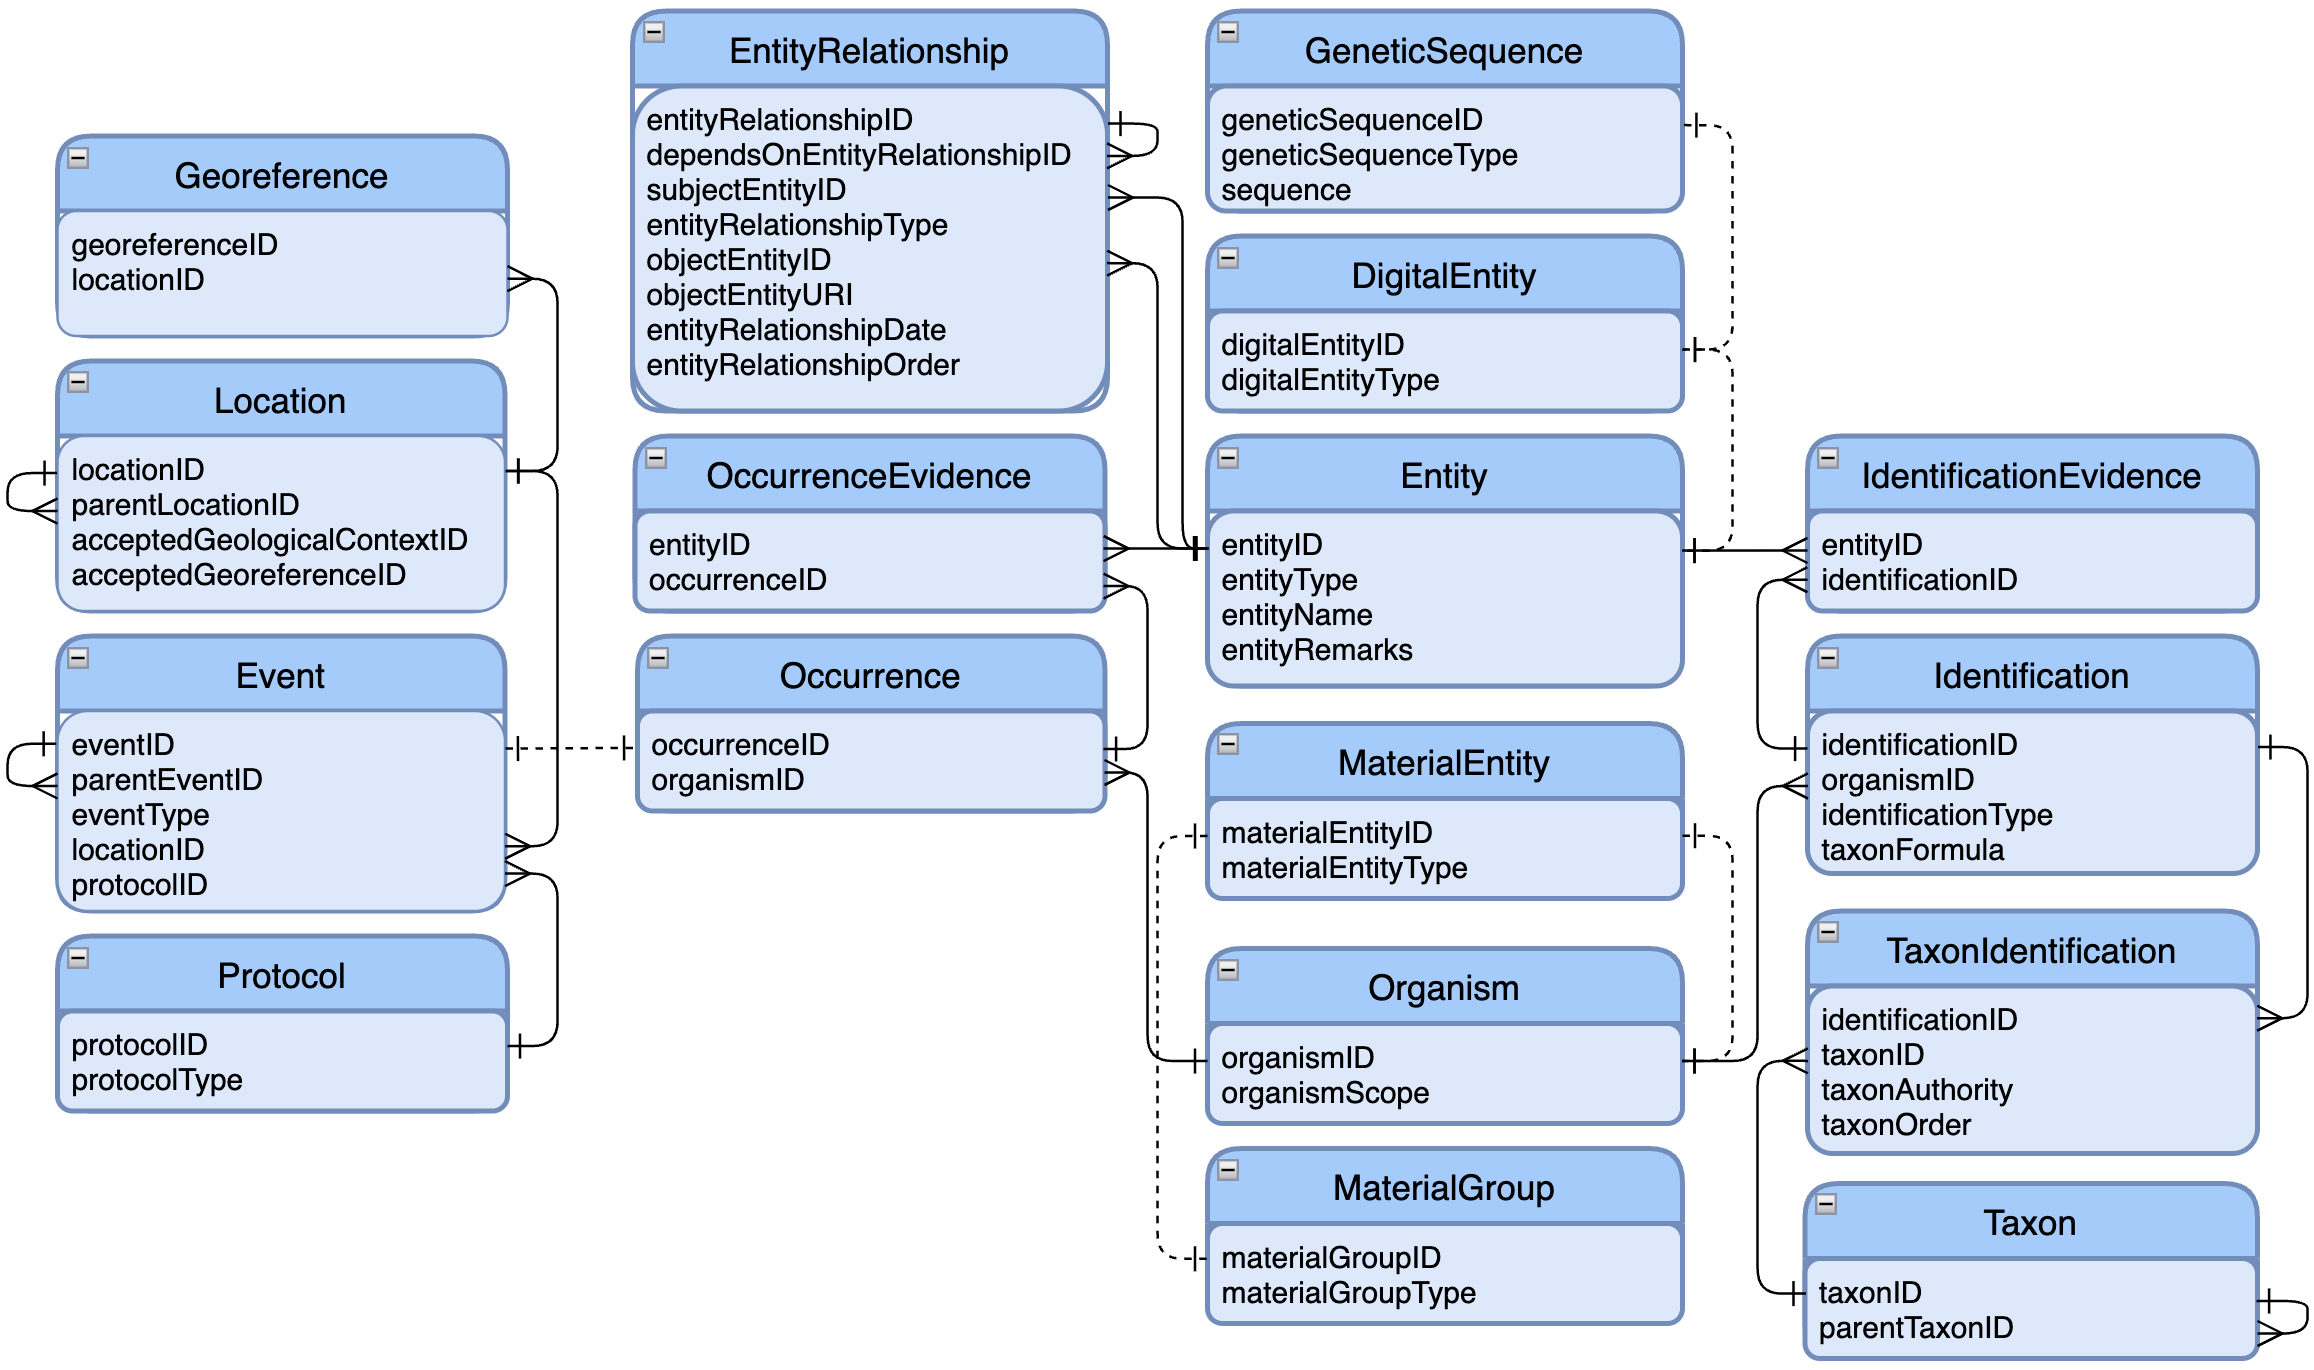 Georeference
georeferenceID
locationID
Location
locationID
parentLocationID
acceptedGeologicalContextID
acceptedGeoreferenceID
Event
eventID
parentEventID
eventType
locationID
protocolID
Protocol
protocolID
protocolType
EntityRelationship
entityRelationshipID
dependsOnEntityRelationshipID
subjectEntityID
entityRelationshipType
objectEntityID
objectEntityURI
entityRelationshipDate
entityRelationshipOrder
OccurrenceEvidence
entityID
occurrenceID
Occurrence
occurrenceID
organismID
GeneticSequence
geneticSequenceID
geneticSequenceType
sequence
DigitalEntity
digitalEntityID
digitalEntityType
Entity
entityID
entityType
entityName
entityRemarks
MaterialEntity
materialEntityID
materialEntityType
Organism
organismID
organismScope
MaterialGroup
materialGroupID
materialGroupType
IdentificationEvidence
entityID
identificationID
Identification
identificationID
organismID
identificationType
taxonFormula
TaxonIdentification
identificationID
taxonID
taxonAuthority
taxonOrder
Taxon
taxonID
parentTaxonID